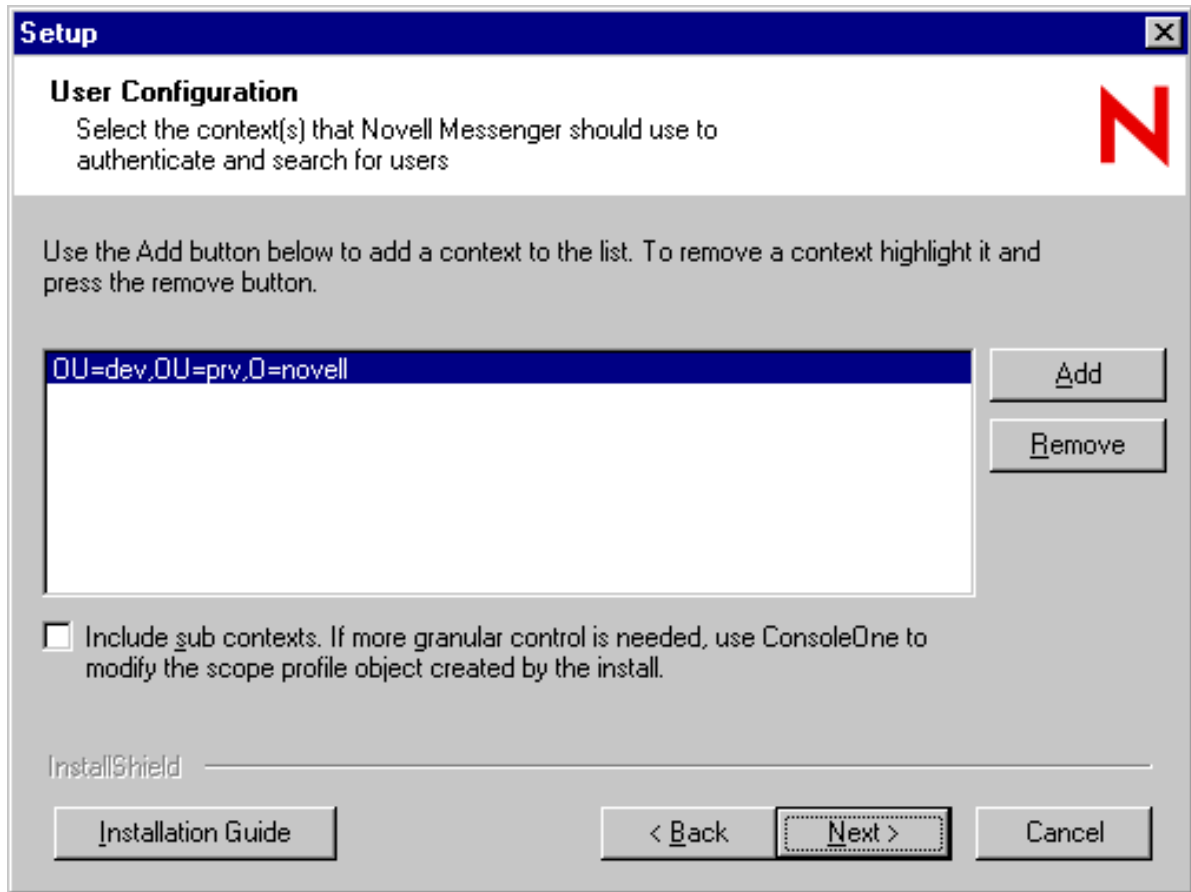 Setup
User Configuration
Select the context(s) that Novell Messenger should use to
authenticate and search for users
N
Use the Add button below to add a context to the list. To remove a context highlight it and
press the remove button.
OU=dev,OU=prv,O=novell
Add
Remove
Include sub contexts. If more granular control is needed, use ConsoleOne to
modify the scope profile object created by the install.
InstallShield
Installation Guide
< Back
Next >
Cancel